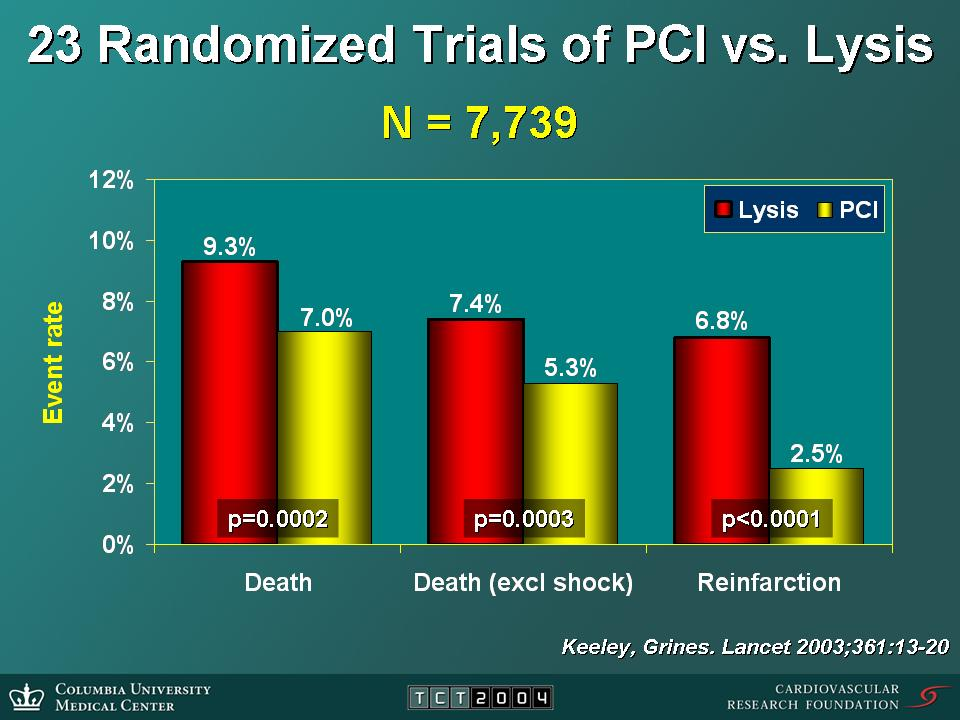 23 Randomized Trials of PCI vs. Lysis
N = 7,739
Event rate
12%
10%
8%
6%
4%
2%
0%
Lysis PCI
9.3%
7.0%
7.4%
5.3%
6.8%
2.5%
p=0.0002
p=0.0003
p<0.0001
Death
Death (excl shock)
Reinfarction
Keeley, Grines. Lancet 2003;361:13-20
COLUMBIA UNIVERSITY
MEDICAL CENTER
TCT2004
CARDIOVASCULAR
RESEARCH FOUNDATION